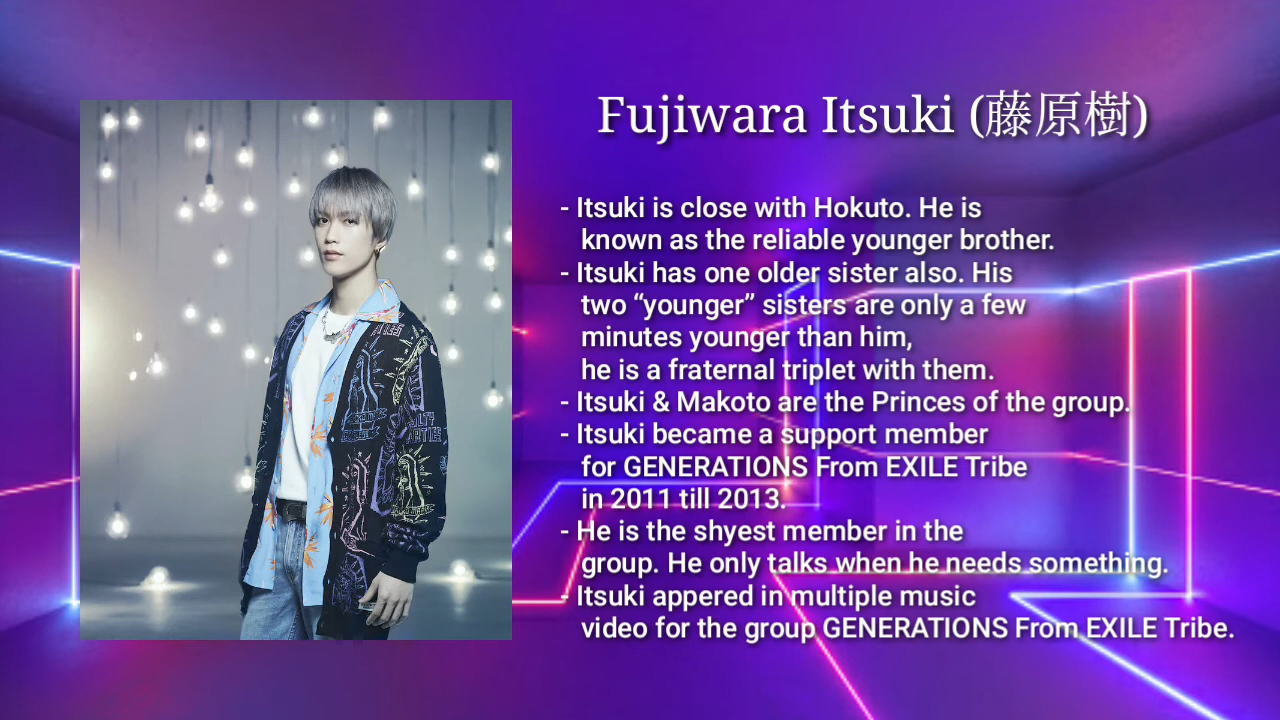 Fujiwara Itsuki (藤原樹)
- Itsuki is close with Hokuto. He is
known as the reliable younger brother.
- Itsuki has one older sister also. His
two “younger” sisters are only a few
minutes younger than him,
he is a fraternal triplet with them.
- Itsuki & Makoto are the Princes of the group.
- Itsuki became a support member
for GENERATIONS From EXILE Tribe
in 2011 till 2013.
- He is the shyest member in the
group. He only talks when he needs something.
- Itsuki appered in multiple music
video for the group GENERATIONS From EXILE Tribe.